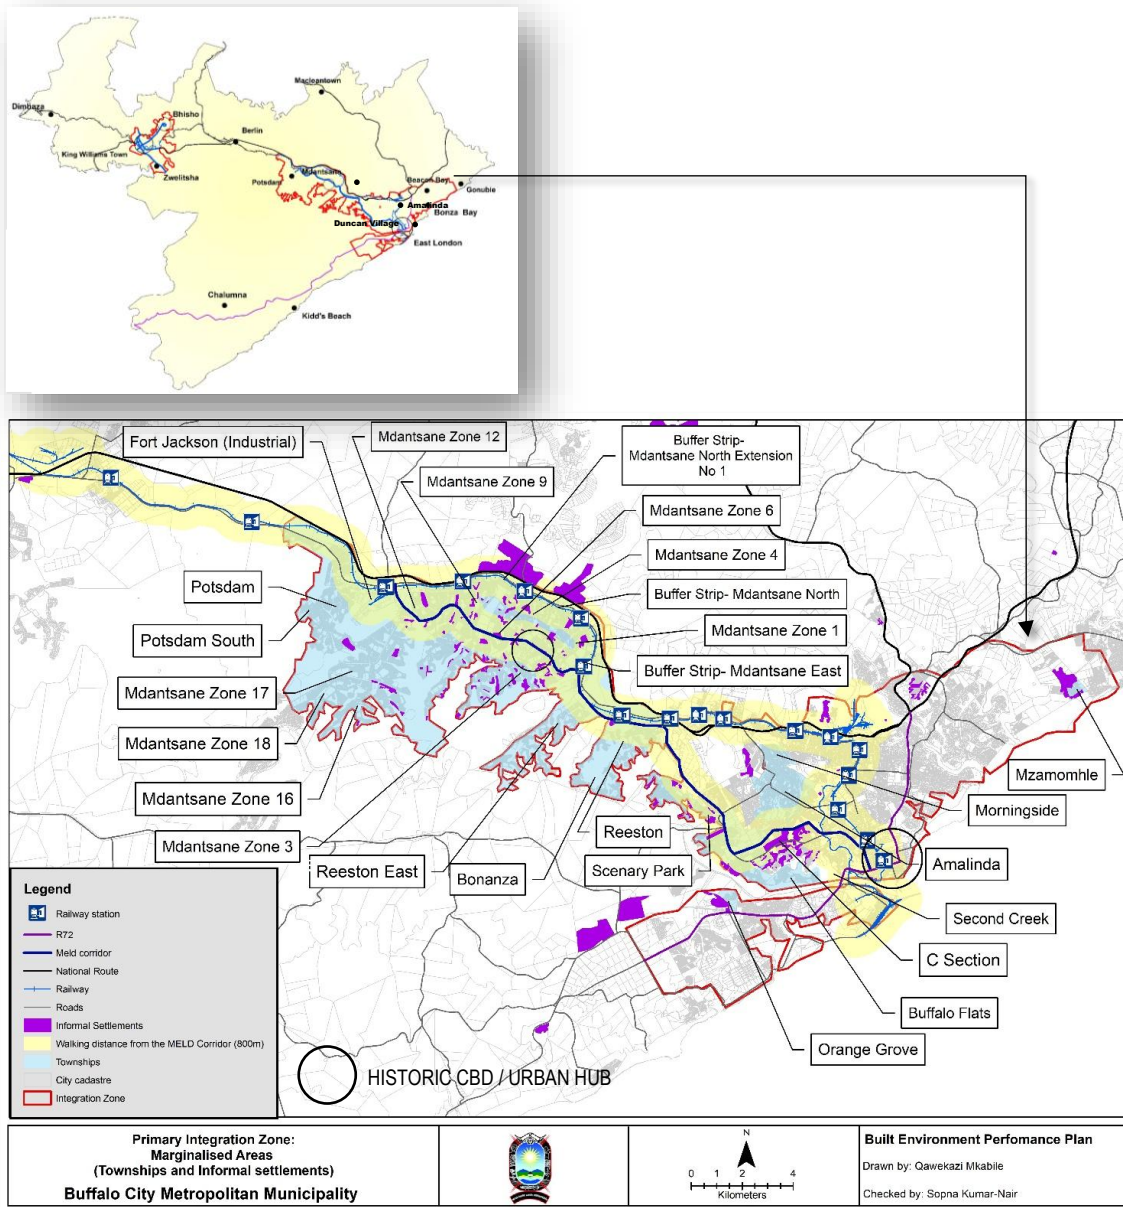 Macleantown
Dimbaza
Bhisho
Berlin
King Williams Town
Zwelitsha
Potsdam
Mdantsane
Beacon Bay
Gonubie
Amalinda
Bonza Bay
Duncan Village
East London
Chalumna
Kidd's Beach
Fort Jackson (Industrial)
Mdantsane Zone 12
Buffer Strip-
Mdantsane North Extension
No 1
Mdantsane Zone 9
Mdantsane Zone 6
Mdantsane Zone 4
Potsdam
Buffer Strip- Mdantsane North
Potsdam South
Mdantsane Zone 1
Buffer Strip- Mdantsane East
Mdantsane Zone 17
Mdantsane Zone 18
Mzamomhle
Mdantsane Zone 16
Morningside
Reeston
Mdantsane Zone 3
Reeston East
Bonanza
Scenary Park
Amalinda
Second Creek
C Section
Buffalo Flats
Orange Grove
Legend
Railway station
R72
Meld corridor
National Route
Railway
Roads
Informal Settlements
Walking distance from the MELD Corridor (800m)
Townships
City cadastre
Integration Zone
HISTORIC CBD / URBAN HUB
Primary Integration Zone:
Marginalised Areas
(Townships and Informal settlements)
Buffalo City Metropolitan Municipality
N
0 1 2 4
Kilometers
Built Environment Perfomance Plan
Drawn by: Qawekazi Mkabile
Checked by: Sopna Kumar-Nair